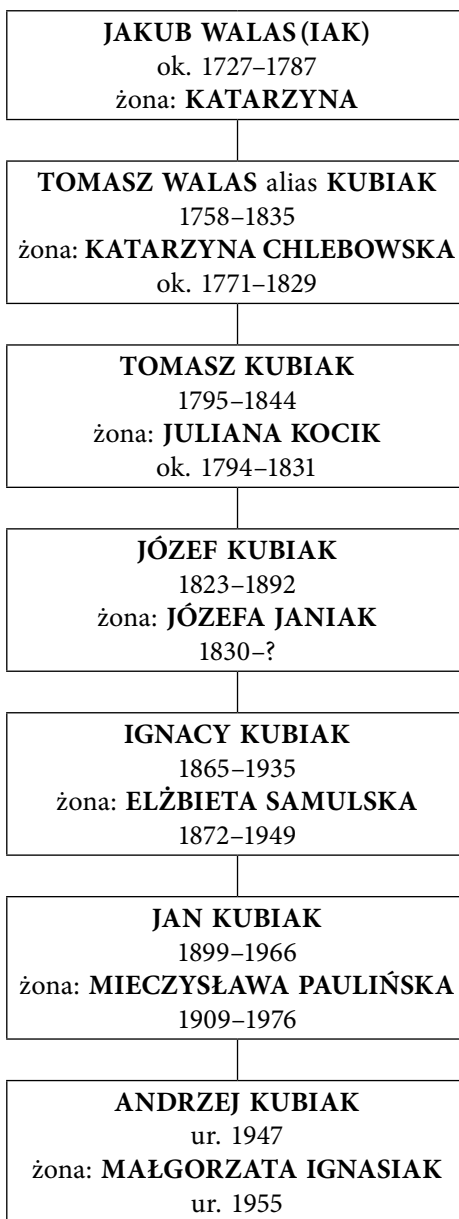 JAKUB WALAS (IAK)
ok. 1727–1787
żona: KATARZYNA
TOMASZ WALAS alias KUBIAK
1758–1835
żona: KATARZYNA CHLEBOWSKA
ok. 1771–1829
TOMASZ KUBIAK
1795–1844
żona: JULIANA KOCIK
ok. 1794–1831
JÓZEF KUBIAK
1823–1892
żona: JÓZEFA JANIAK
1830–?
IGNACY KUBIAK
1865–1935
żona: ELŻBIETA SAMULSKA
1872–1949
JAN KUBIAK
1899–1966
żona: MIECZYSŁAWA PAULIŃSKA
1909–1976
ANDRZEJ KUBIAK
ur. 1947
żona: MAŁGORZATA IGNASIAK
ur. 1955